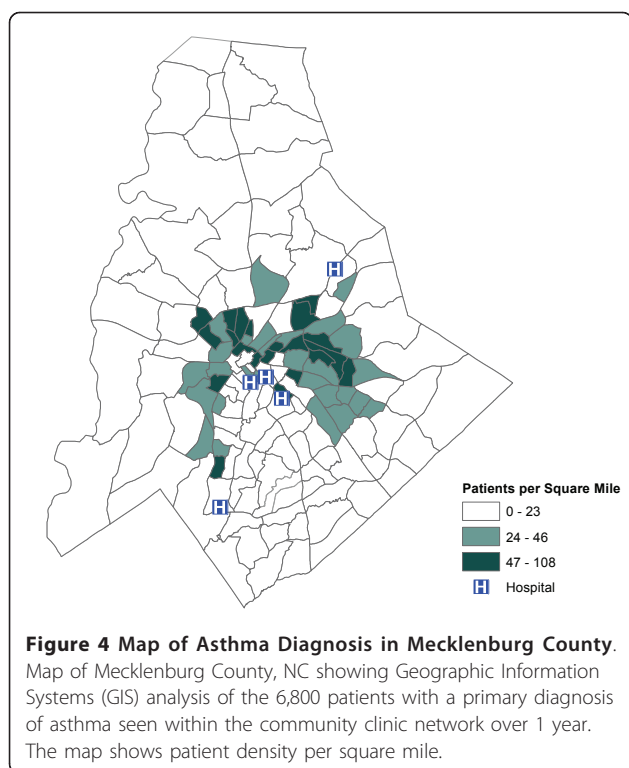 H
H
H
H
H
Patients per Square Mile
0 - 23
24 - 46
47 - 108
H Hospital
Figure 4 Map of Asthma Diagnosis in Mecklenburg County.
Map of Mecklenburg County, NC showing Geographic Information
Systems (GIS) analysis of the 6,800 patients with a primary diagnosis
of asthma seen within the community clinic network over 1 year.
The map shows patient density per square mile.